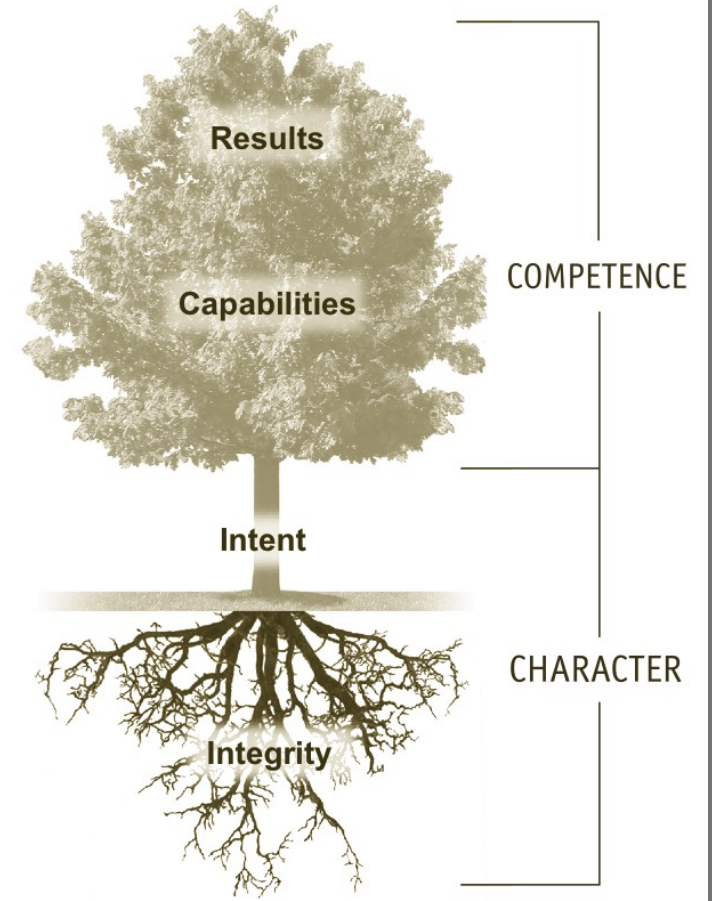 Results
Capabilities
COMPETENCE
Intent
CHARACTER
Integrity